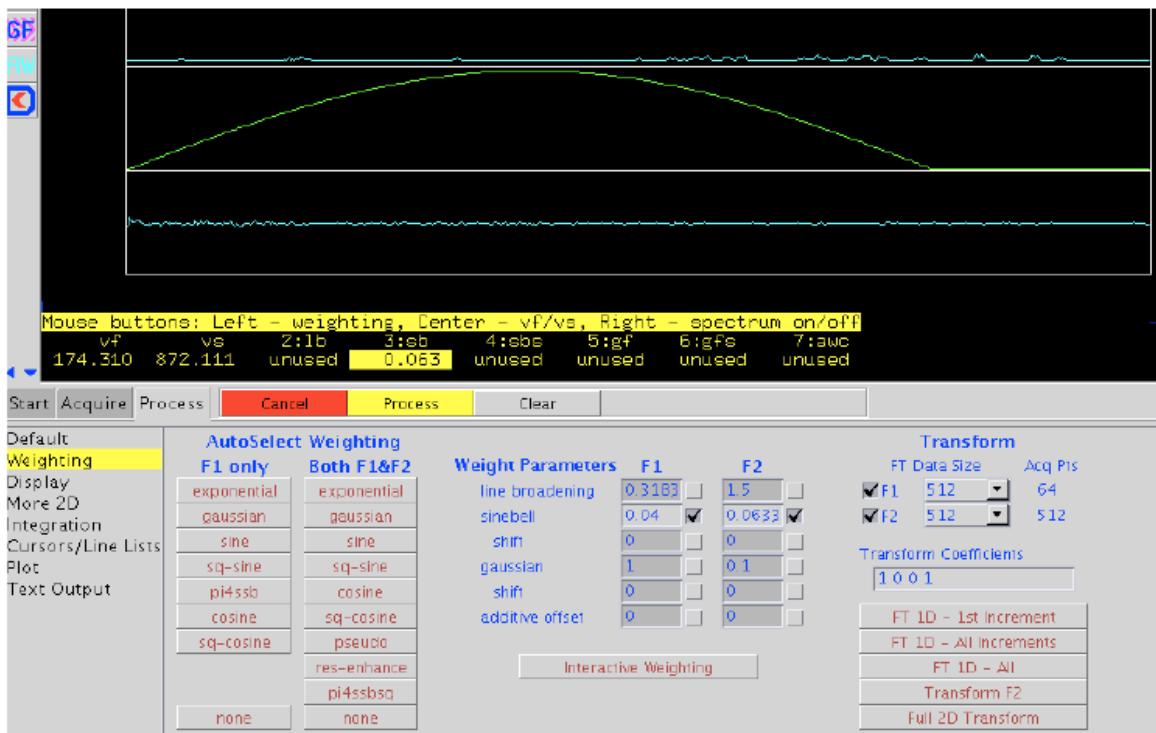 GF
AW
Mouse buttons: Left - weighting, Center - vf/vs, Right - spectrum on/off
vf vs 2:lb 3:sb 4:sbs 5:gf 6:gfs 7:awc
174.310 872.111 unused 0.063 unused unused unused unused
Start Acquire Process Cancel Process Clear
Default
Weighting
Display
More 2D
Integration
Cursors/Line Lists
Plot
Text Output
AutoSelect Weighting
F1 only Both F1&F2
exponential exponential
gaussian gaussian
sine sine
sq-sine sq-sine
pi4ssb cosine
cosine sq-cosine
sq-cosine pseudo
res-enhance
pi4ssbsq
none none
Weight Parameters F1 F2
line broadening 0.3183 1.5
sinebell 0.04 0.0633
shift 0 0
gaussian 1 0.1
shift 0 0
additive offset 0 0
Interactive Weighting
Transform
FT Data Size Acq Pts
F1 512 64
F2 512 512
Transform Coefficients
1 0 0 1
FT 1D - 1st Increment
FT 1D - All Increments
FT 1D - All
Transform F2
Full 2D Transform